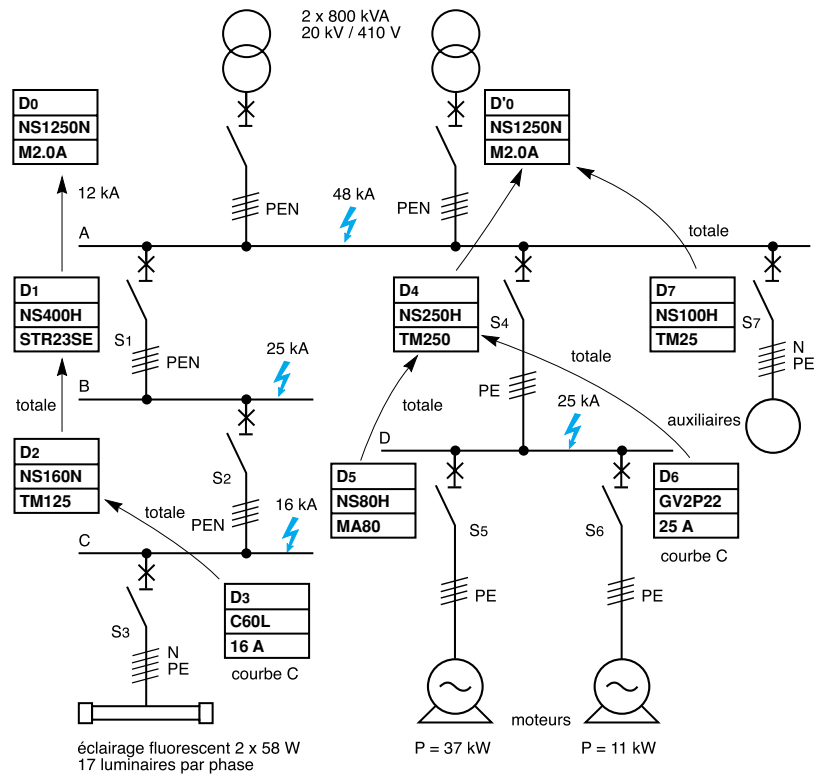 2 x 800 kVA
20 kV / 410 V
D0
NS1250N
M2.0A
D'0
NS1250N
M2.0A
12 kA
PEN
48 kA
PEN
A
totale
D1
NS400H
STR23SE
S1
PEN
D4
NS250H
TM250
S4
PE
D7
NS100H
TM25
S7
N
PE
auxiliaires
25 kA
B
totale
totale
totale
25 kA
D
D2
NS160N
TM125
S2
PEN
16 kA
totale
C
D5
NS80H
MA80
S5
PE
S6
PE
D6
GV2P22
25 A
courbe C
D3
C60L
16 A
courbe C
S3
N
PE
moteurs
éclairage fluorescent 2 x 58 W
17 luminaires par phase
P = 37 kW
P = 11 kW